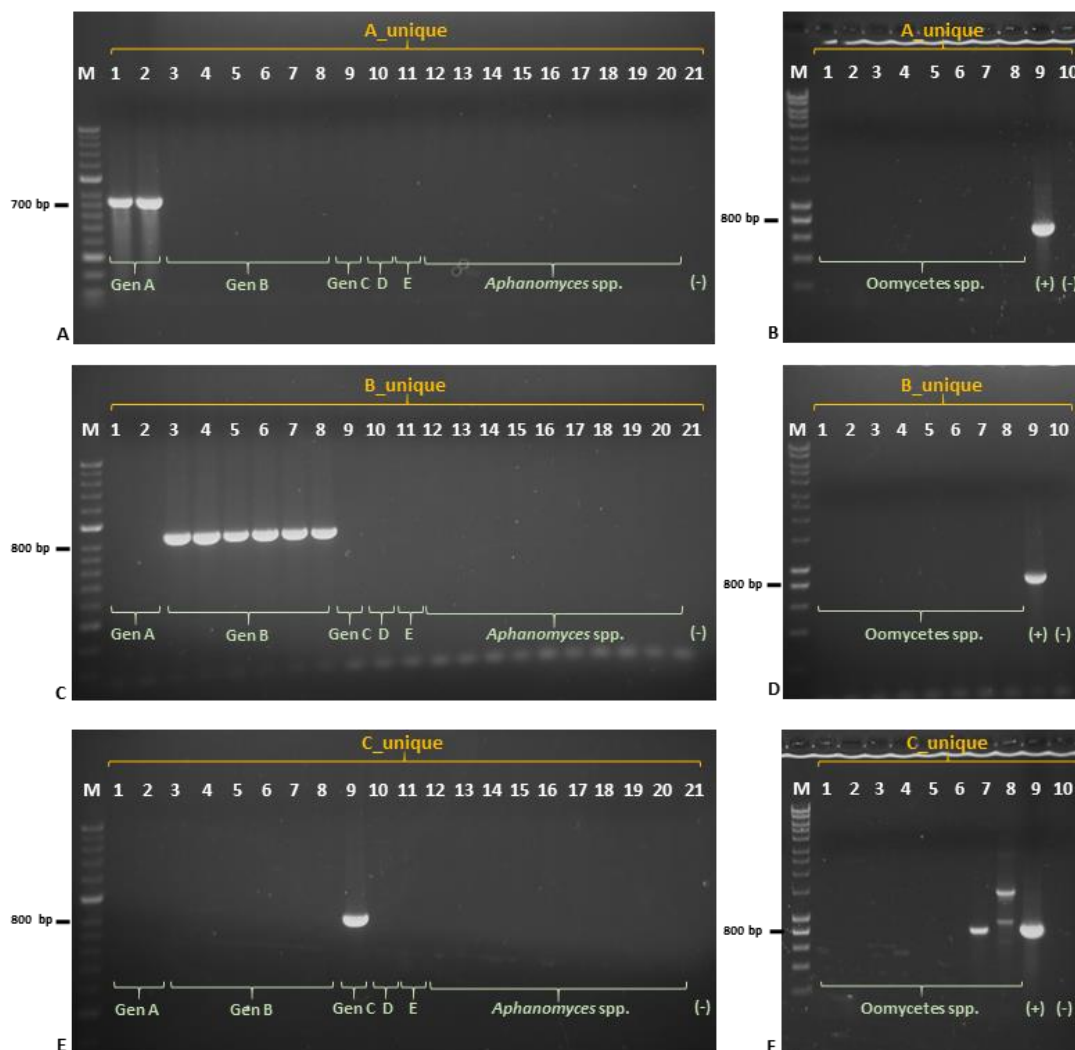 A_unique
M 1 2 3 4 5 6 7 8 9 10 11 12 13 14 15 16 17 18 19 20 21
700 bp
Gen A Gen B Gen C D E Aphanomyces spp. (-)
A
A_unique
M 1 2 3 4 5 6 7 8 9 10
800 bp
Oomycetes spp. (+) (-)
B
B_unique
M 1 2 3 4 5 6 7 8 9 10 11 12 13 14 15 16 17 18 19 20 21
800 bp
Gen A Gen B Gen C D E Aphanomyces spp. (-)
C
B_unique
M 1 2 3 4 5 6 7 8 9 10
800 bp
Oomycetes spp. (+) (-)
D
C_unique
M 1 2 3 4 5 6 7 8 9 10 11 12 13 14 15 16 17 18 19 20 21
800 bp
Gen A Gen B Gen C D E Aphanomyces spp. (-)
E
C_unique
M 1 2 3 4 5 6 7 8 9 10
800 bp
Oomycetes spp. (+) (-)
F